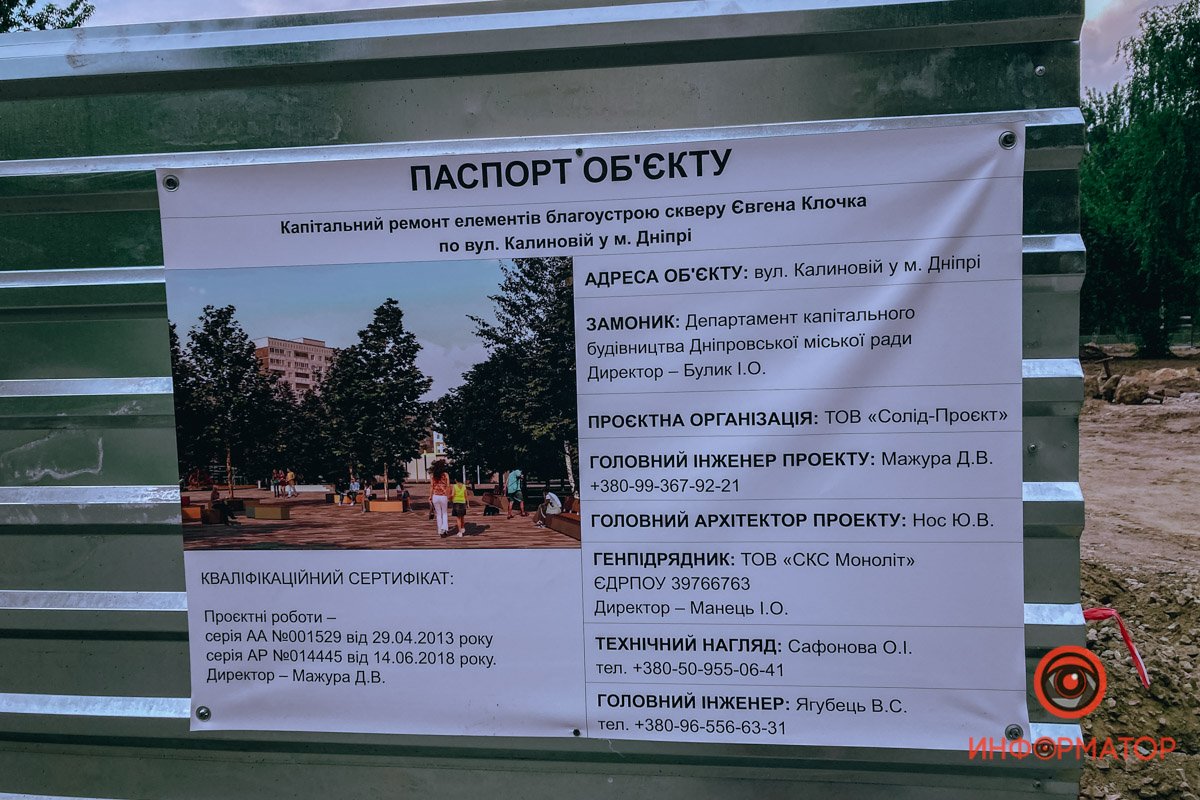 ПАСПОРТ ОБ'ЄКТУ
Капітальний ремонт елементів благоустрою скверу Євгена Клочка
по вул. Калиновій у м. Дніпрі
АДРЕСА ОБ'ЄКТУ: вул. Калиновій у м. Дніпрі
ЗАМОНИК: Департамент капітального
будівництва Дніпровської міської ради
Директор – Булик І.О.
ПРОЄКТНА ОРГАНІЗАЦІЯ: ТОВ «Солід-Проєкт»
ГОЛОВНИЙ ІНЖЕНЕР ПРОЕКТУ: Мажура Д.В.
+380-99-367-92-21
ГОЛОВНИЙ АРХІТЕКТОР ПРОЕКТУ: Нос Ю.В.
ГЕНПІДРЯДНИК: ТОВ «СКС Моноліт»
ЄДРПОУ 39766763
Директор – Манець І.О.
ТЕХНІЧНИЙ НАГЛЯД: Сафонова О.І.
тел. +380-50-955-06-41
ГОЛОВНИЙ ІНЖЕНЕР: Ягубець В.С.
тел. +380-96-556-63-31
КВАЛІФІКАЦІЙНИЙ СЕРТИФІКАТ:
Проєктні роботи –
серія АА №001529 від 29.04.2013 року
серія АР №014445 від 14.06.2018 року.
Директор – Мажура Д.В.
ИНФОРМАТОР